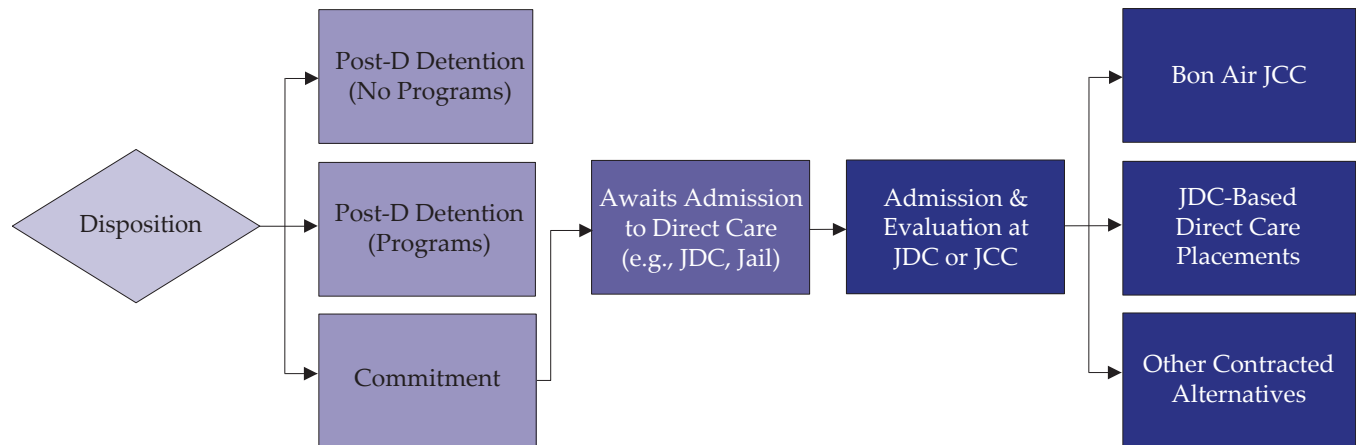 Disposition
Post-D Detention
(No Programs)
Post-D Detention
(Programs)
Commitment
Awaits Admission
to Direct Care
(e.g., JDC, Jail)
Admission &
Evaluation at
JDC or JCC
Bon Air JCC
JDC-Based
Direct Care
Placements
Other Contracted
Alternatives